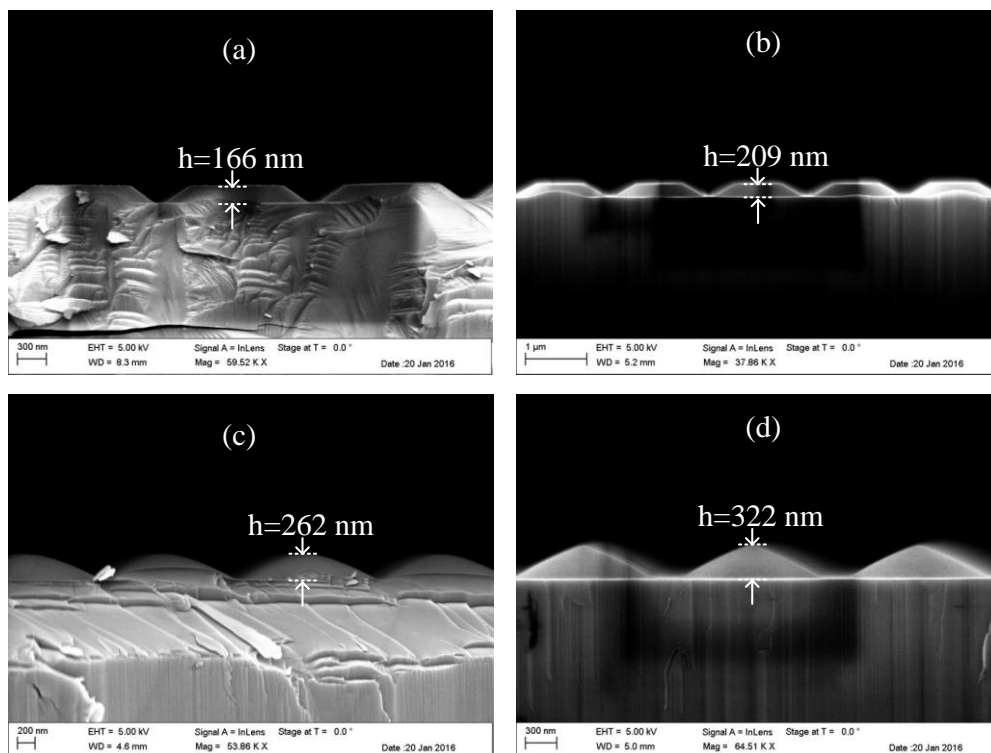 (a)
h=166 nm
300 nm
EHT = 5.00 kV
Signal A = InLens
Stage at T = 0.0 °
WD = 8.3 mm
Mag = 59.52 K X
Date :20 Jan 2016
(b)
h=209 nm
1 µm
EHT = 5.00 kV
Signal A = InLens
Stage at T = 0.0 °
WD = 5.2 mm
Mag = 37.86 K X
Date :20 Jan 2016
(c)
h=262 nm
200 nm
EHT = 5.00 kV
Signal A = InLens
Stage at T = 0.0 °
WD = 4.6 mm
Mag = 53.86 K X
Date :20 Jan 2016
(d)
h=322 nm
300 nm
EHT = 5.00 kV
Signal A = InLens
Stage at T = 0.0 °
WD = 5.0 mm
Mag = 64.51 K X
Date :20 Jan 2016